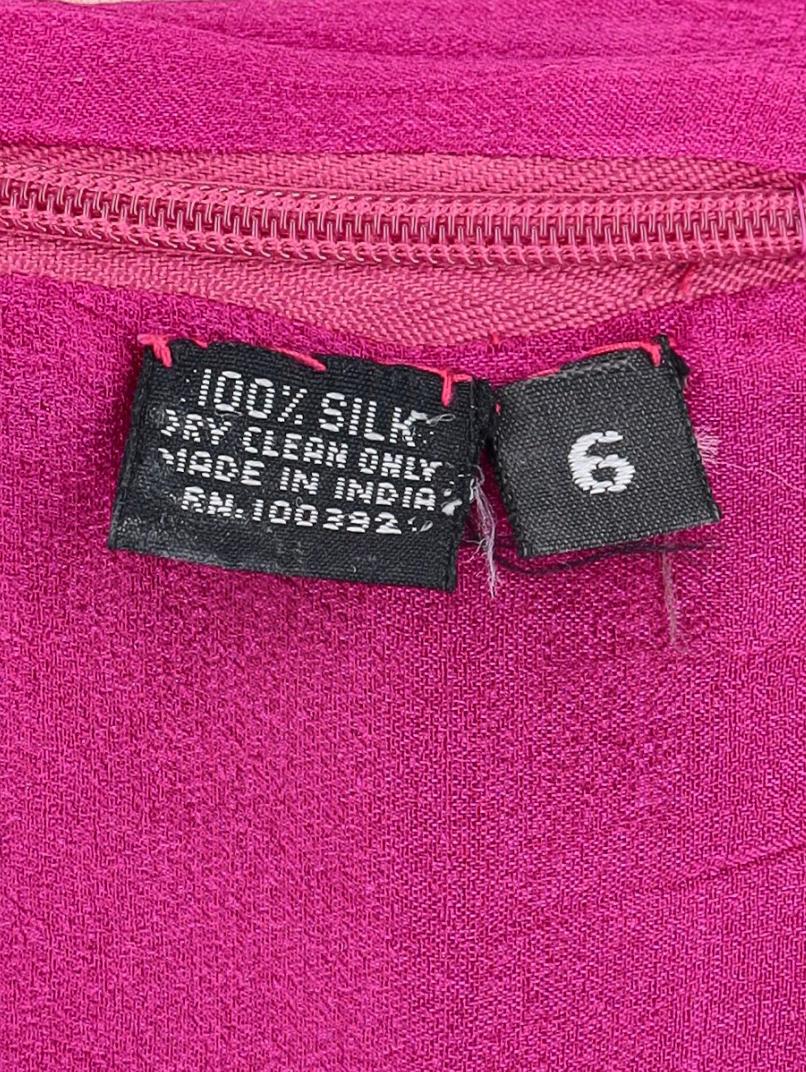 100% SILK
DRY CLEAN ONLY
MADE IN INDIA
RN.100392
6